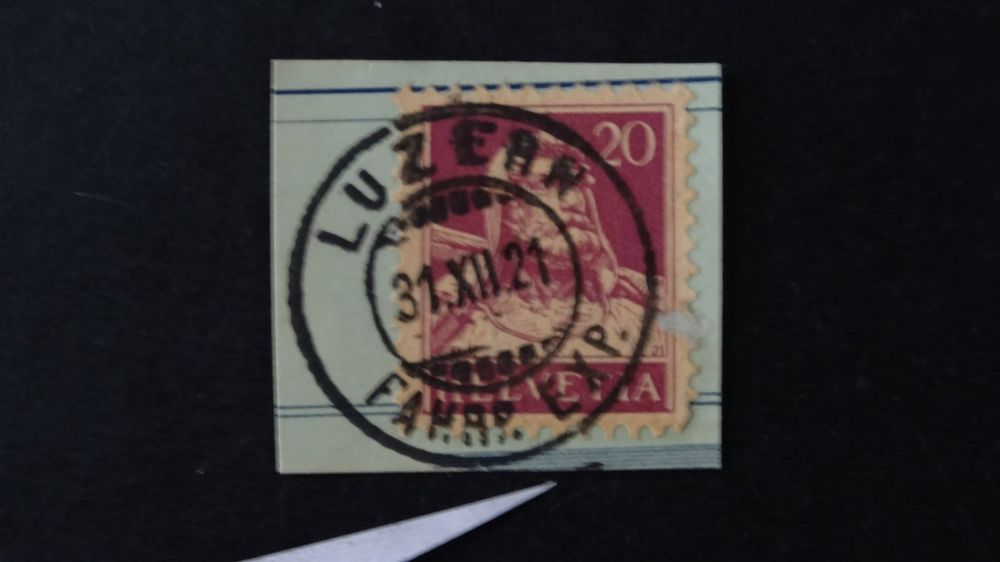 20
LUZERN
31.XII.21
FAHRP. EXP.
HELVETIA